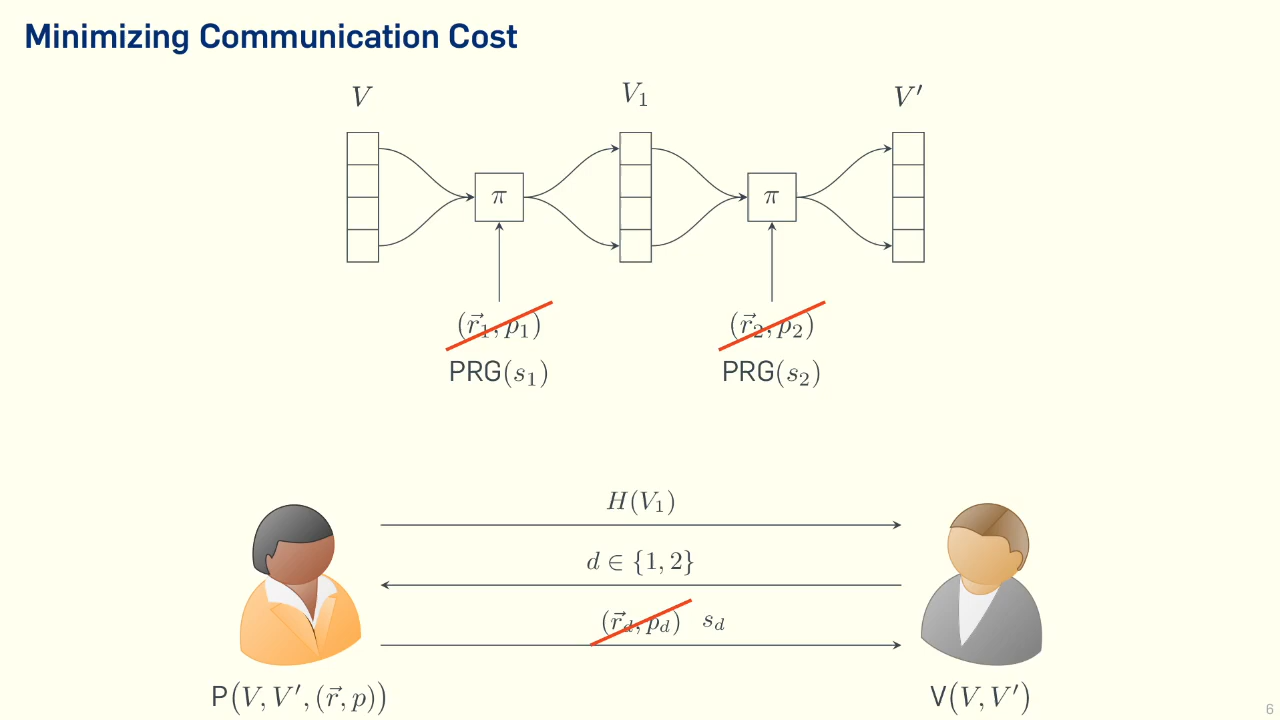 Minimizing Communication Cost
V V₁ V′
π π
(r⃗₁, p₁) (r⃗₂, p₂)
PRG(s₁) PRG(s₂)
H(V₁)
d ∈ {1, 2}
(r⃗_d, p_d) s_d
P(V, V′, (r⃗, p)) V(V, V′)
6